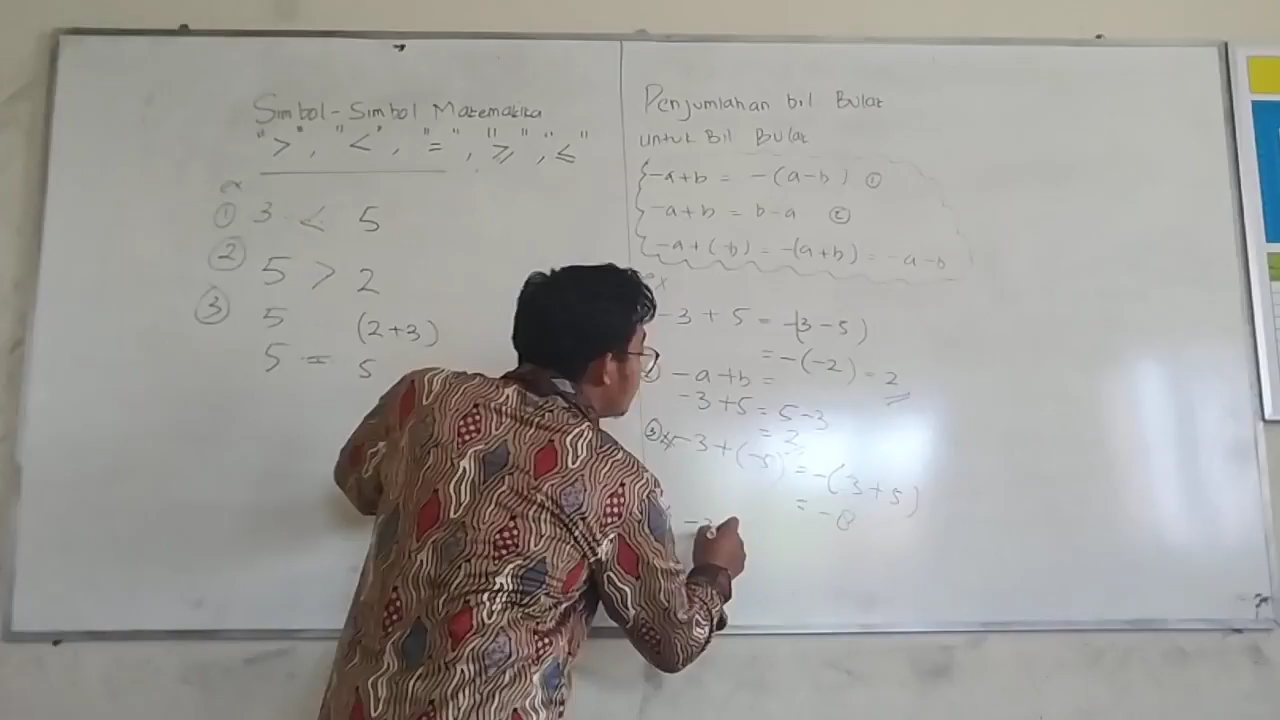 Simbol-Simbol Matematika
">", "<", "=", "≥", "≤"
ex
① 3 < 5
② 5 > 2
③ 5 (2+3)
5 = 5
Penjumlahan bil Bulat
untuk Bil Bulat
-a+b = -(a-b) ①
-a+b = b-a ②
-a+(-b) = -(a+b) = -a-b
ex
-3+5 = -(3-5)
= -(-2) = 2
② -a+b =
-3+5 = 5-3
= 2
③ -3+(-5) = -(3+5)
= -8